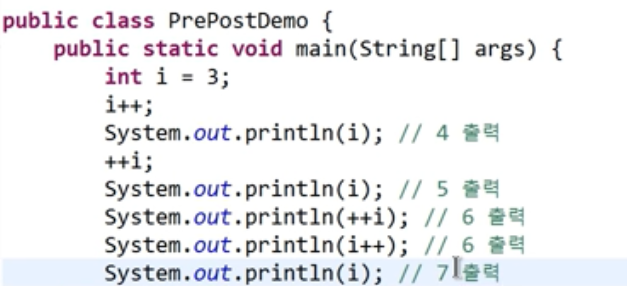 public class PrePostDemo {
public static void main(String[] args) {
int i = 3;
i++;
System.out.println(i); // 4 출력
++i;
System.out.println(i); // 5 출력
System.out.println(++i); // 6 출력
System.out.println(i++); // 6 출력
System.out.println(i); // 7 출력